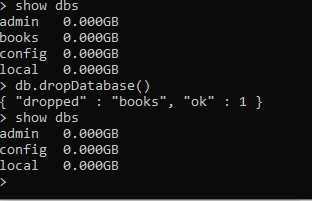 > show dbs
admin   0.000GB
books   0.000GB
config  0.000GB
local   0.000GB
> db.dropDatabase()
{ "dropped" : "books", "ok" : 1 }
> show dbs
admin   0.000GB
config  0.000GB
local   0.000GB
>